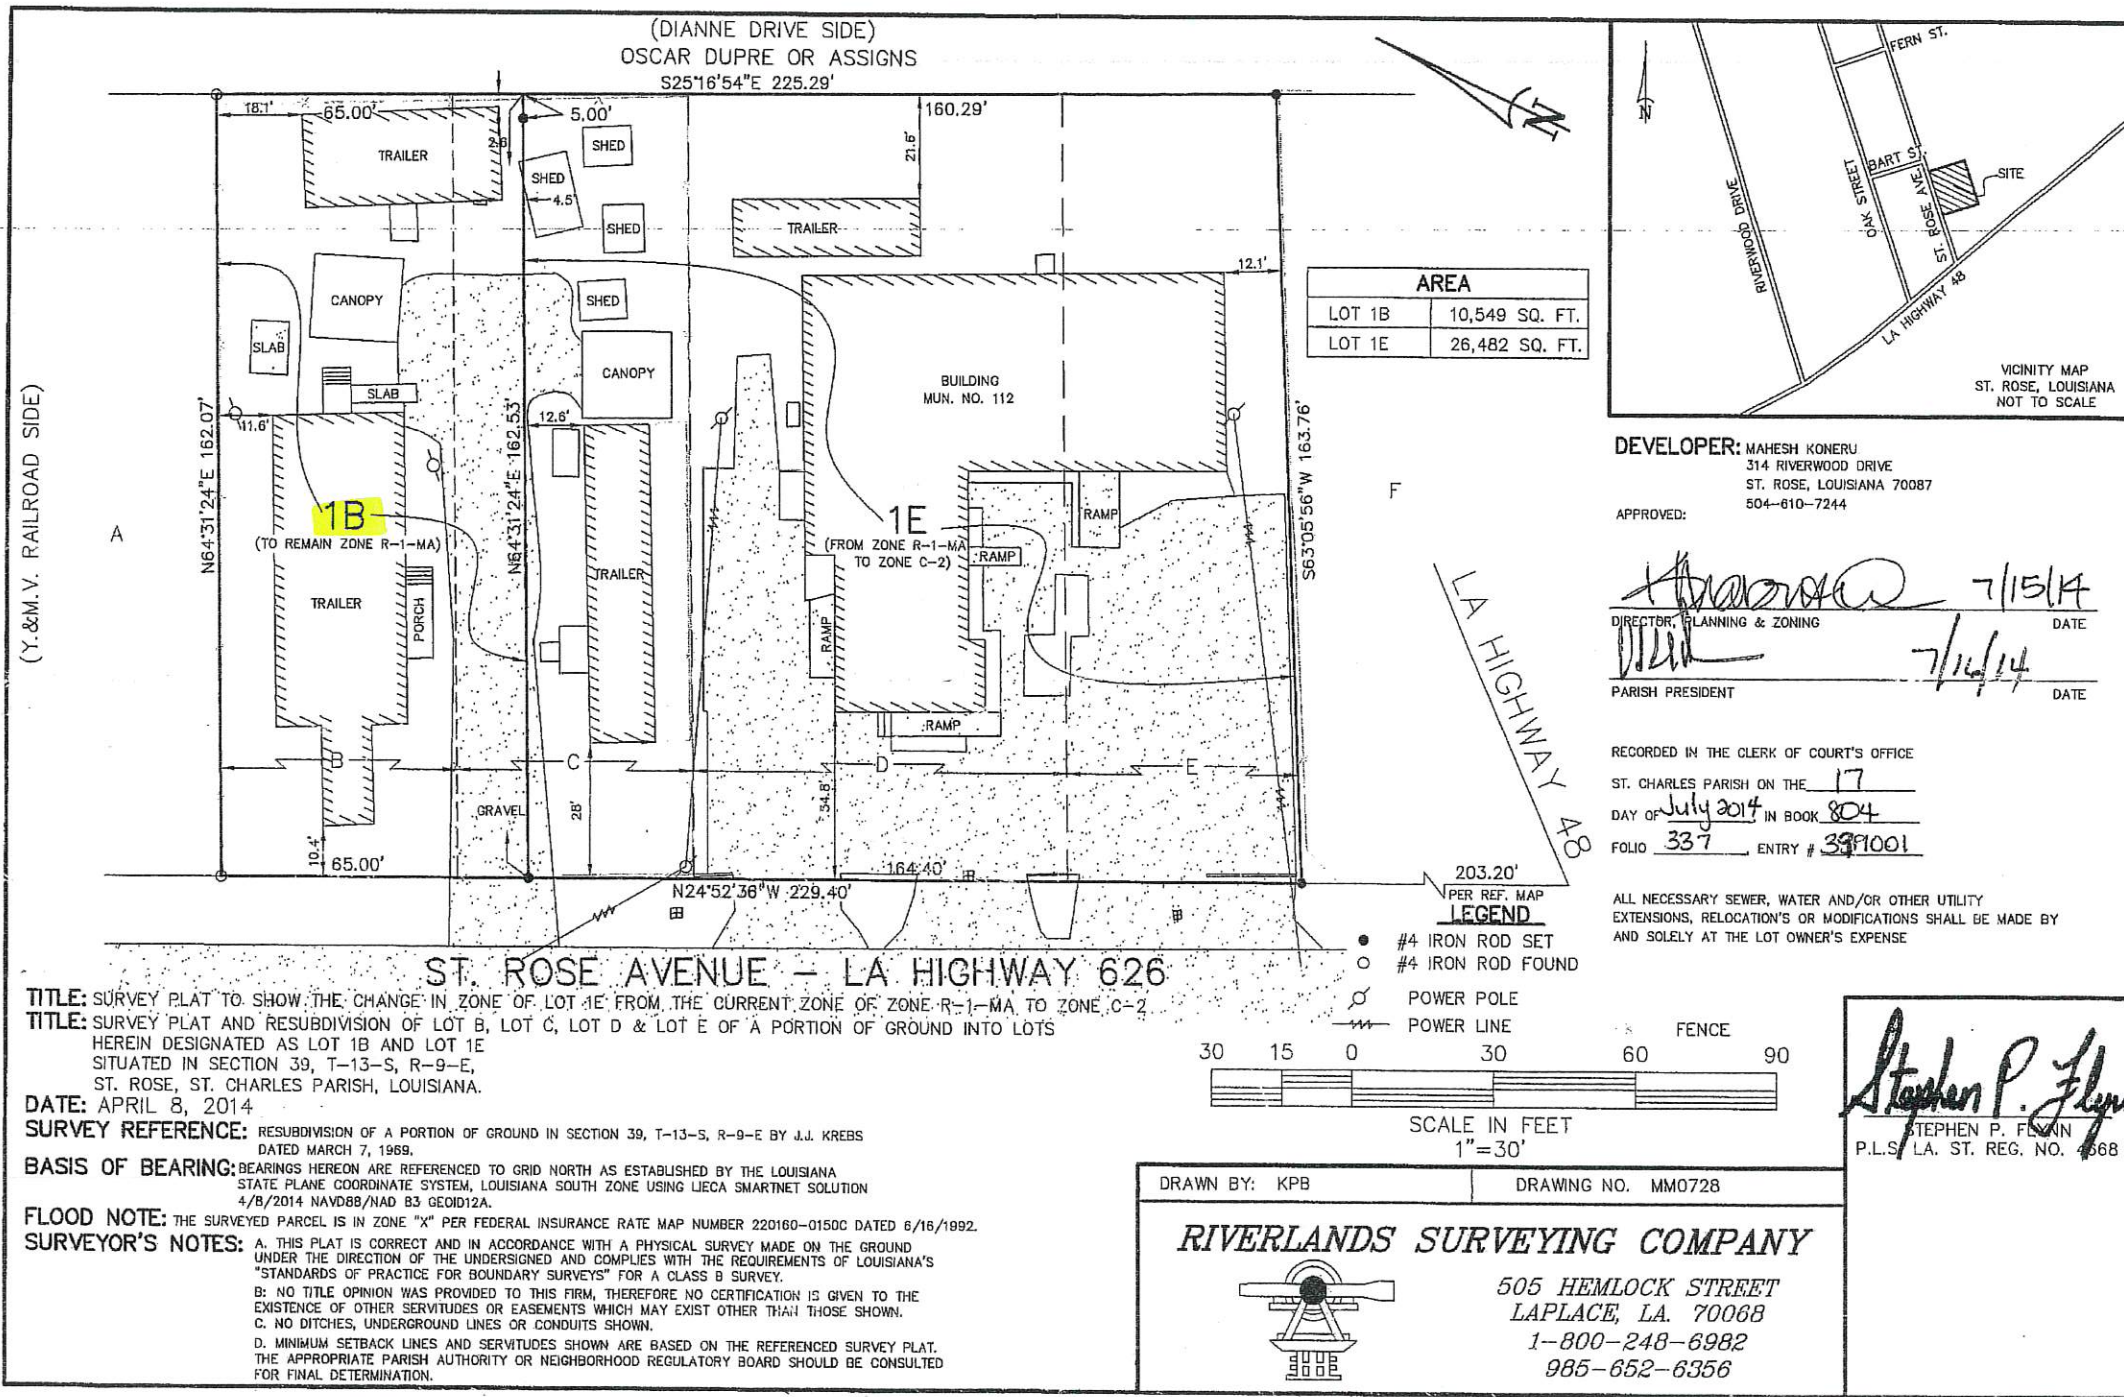 (DIANNE DRIVE SIDE)
OSCAR DUPRE OR ASSIGNS
S25°16'54"E 225.29'
18.1'
65.00'
5.00'
160.29'
2.6
21.6'
TRAILER
SHED
SHED
4.5'
SHED
TRAILER
12.1'
CANOPY
SHED
SLAB
CANOPY
SLAB
BUILDING
MUN. NO. 112
(Y.&M.V. RAILROAD SIDE)
A
N64°31'24"E 162.07'
11.6'
N64°31'24"E 162.53'
12.6'
S63°05'56"W 163.76'
F
1B
(TO REMAIN ZONE R-1-MA)
TRAILER
PORCH
TRAILER
1E
(FROM ZONE R-1-MA
TO ZONE C-2)
RAMP
RAMP
RAMP
RAMP
B
C
D
E
GRAVEL
28'
34.8'
10.4'
65.00'
164.40'
N24°52'36"W 229.40'
203.20'
PER REF. MAP
LA HIGHWAY 48
ST. ROSE AVENUE - LA HIGHWAY 626
N
AREA
LOT 1B 10,549 SQ. FT.
LOT 1E 26,482 SQ. FT.
N
FERN ST.
BART ST.
SITE
RIVERWOOD DRIVE
OAK STREET
ST. ROSE AVE.
LA HIGHWAY 48
VICINITY MAP
ST. ROSE, LOUISIANA
NOT TO SCALE
DEVELOPER: MAHESH KONERU
314 RIVERWOOD DRIVE
ST. ROSE, LOUISIANA 70087
504-610-7244
APPROVED:
7/15/14
DIRECTOR, PLANNING & ZONING DATE
7/16/14
PARISH PRESIDENT DATE
RECORDED IN THE CLERK OF COURT'S OFFICE
ST. CHARLES PARISH ON THE 17
DAY OF July 2014 IN BOOK 804
FOLIO 337 ENTRY #
ALL NECESSARY SEWER, WATER AND/OR OTHER UTILITY
EXTENSIONS, RELOCATION'S OR MODIFICATIONS SHALL BE MADE BY
AND SOLELY AT THE LOT OWNER'S EXPENSE
LEGEND
#4 IRON ROD SET
#4 IRON ROD FOUND
POWER POLE
POWER LINE
FENCE
30 15 0 30 60 90
SCALE IN FEET
1"=30'
TITLE: SURVEY PLAT TO SHOW THE CHANGE IN ZONE OF LOT 1E FROM THE CURRENT ZONE OF ZONE R-1-MA TO ZONE C-2
TITLE: SURVEY PLAT AND RESUBDIVISION OF LOT B, LOT C, LOT D & LOT E OF A PORTION OF GROUND INTO LOTS
HEREIN DESIGNATED AS LOT 1B AND LOT 1E
SITUATED IN SECTION 39, T-13-S, R-9-E,
ST. ROSE, ST. CHARLES PARISH, LOUISIANA.
DATE: APRIL 8, 2014
SURVEY REFERENCE: RESUBDIVISION OF A PORTION OF GROUND IN SECTION 39, T-13-S, R-9-E BY J.J. KREBS
DATED MARCH 7, 1969.
BASIS OF BEARING: BEARINGS HEREON ARE REFERENCED TO GRID NORTH AS ESTABLISHED BY THE LOUISIANA
STATE PLANE COORDINATE SYSTEM, LOUISIANA SOUTH ZONE USING LIECA SMARTNET SOLUTION
4/8/2014 NAVD88/NAD 83 GEOID12A.
FLOOD NOTE: THE SURVEYED PARCEL IS IN ZONE "X" PER FEDERAL INSURANCE RATE MAP NUMBER 220160-0150C DATED 6/16/1992.
SURVEYOR'S NOTES: A. THIS PLAT IS CORRECT AND IN ACCORDANCE WITH A PHYSICAL SURVEY MADE ON THE GROUND
UNDER THE DIRECTION OF THE UNDERSIGNED AND COMPLIES WITH THE REQUIREMENTS OF LOUISIANA'S
"STANDARDS OF PRACTICE FOR BOUNDARY SURVEYS" FOR A CLASS B SURVEY.
B: NO TITLE OPINION WAS PROVIDED TO THIS FIRM, THEREFORE NO CERTIFICATION IS GIVEN TO THE
EXISTENCE OF OTHER SERVITUDES OR EASEMENTS WHICH MAY EXIST OTHER THAN THOSE SHOWN.
C. NO DITCHES, UNDERGROUND LINES OR CONDUITS SHOWN.
D. MINIMUM SETBACK LINES AND SERVITUDES SHOWN ARE BASED ON THE REFERENCED SURVEY PLAT.
THE APPROPRIATE PARISH AUTHORITY OR NEIGHBORHOOD REGULATORY BOARD SHOULD BE CONSULTED
FOR FINAL DETERMINATION.
Stephen P. Flynn
STEPHEN P. FLYNN
P.L.S. LA. ST. REG. NO.
DRAWN BY: KPB
DRAWING NO. MM0728
RIVERLANDS SURVEYING COMPANY
505 HEMLOCK STREET
LAPLACE, LA. 70068
1-800-248-6982
985-652-6356